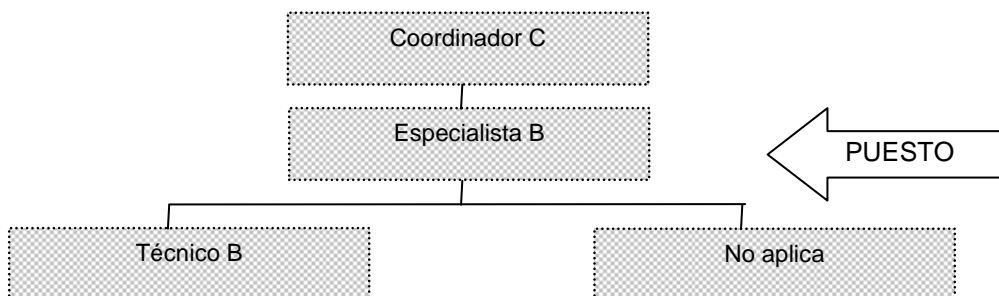 Coordinador C
Especialista B
PUESTO
Técnico B
No aplica